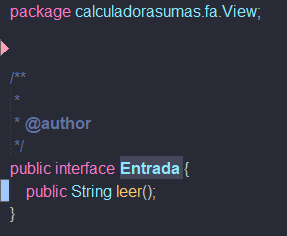 package calculadorasumas.fa.View;
/**
*
* @author
*/
public interface Entrada {
public String leer();
}